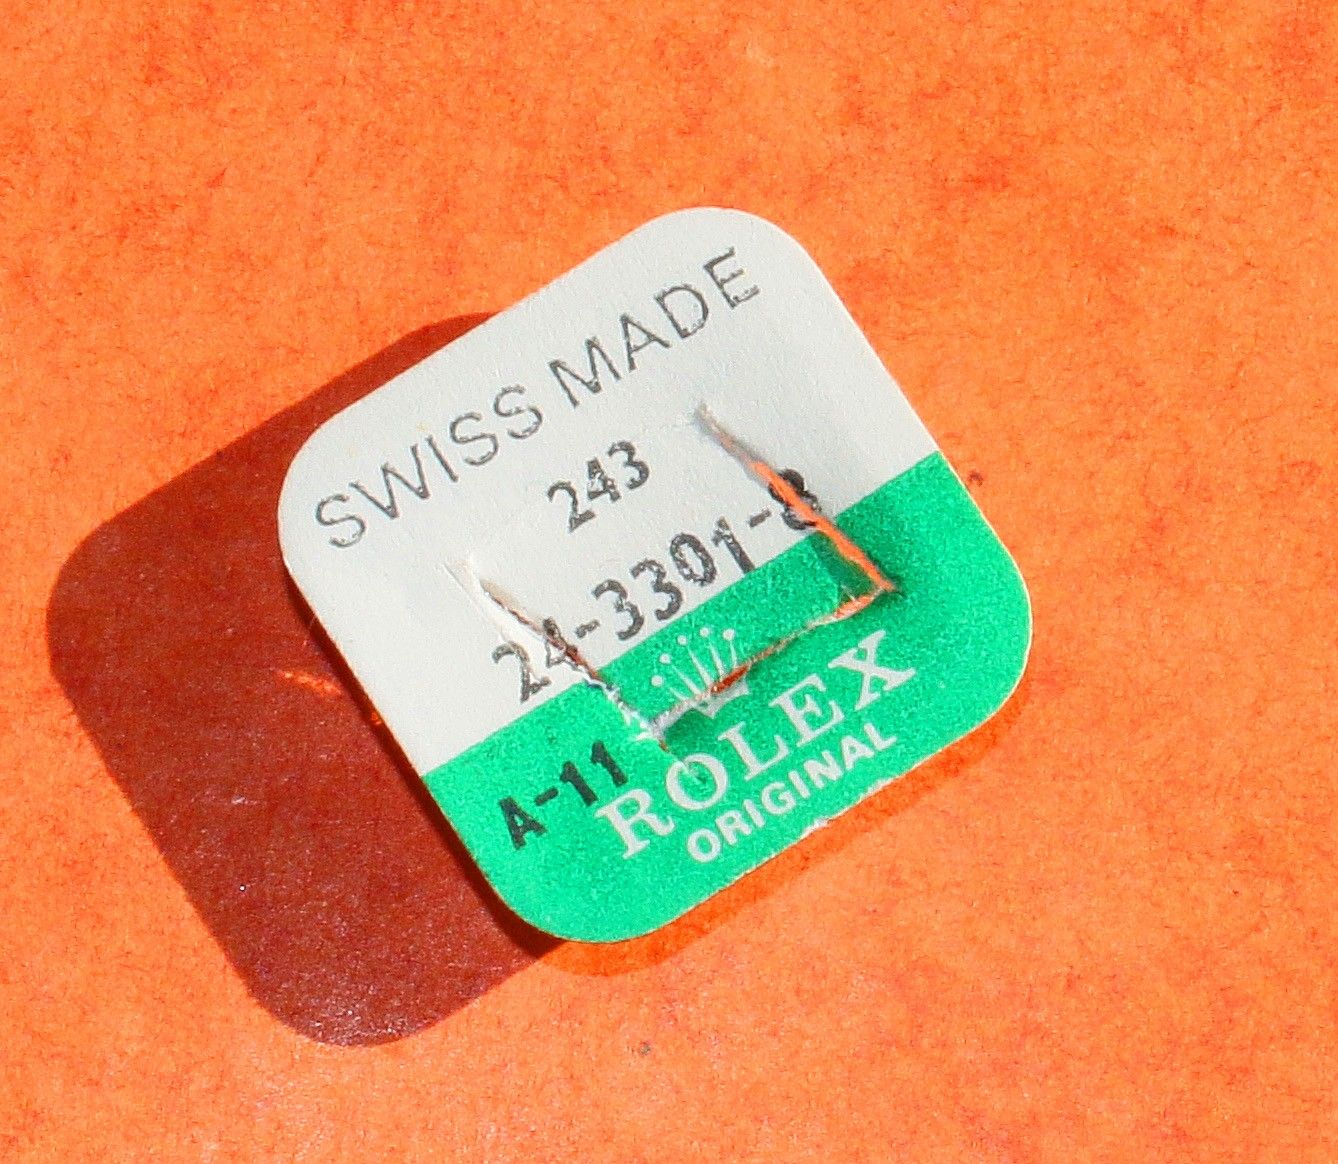 SWISS MADE
243
24-3301-8
A-11
ROLEX
ORIGINAL